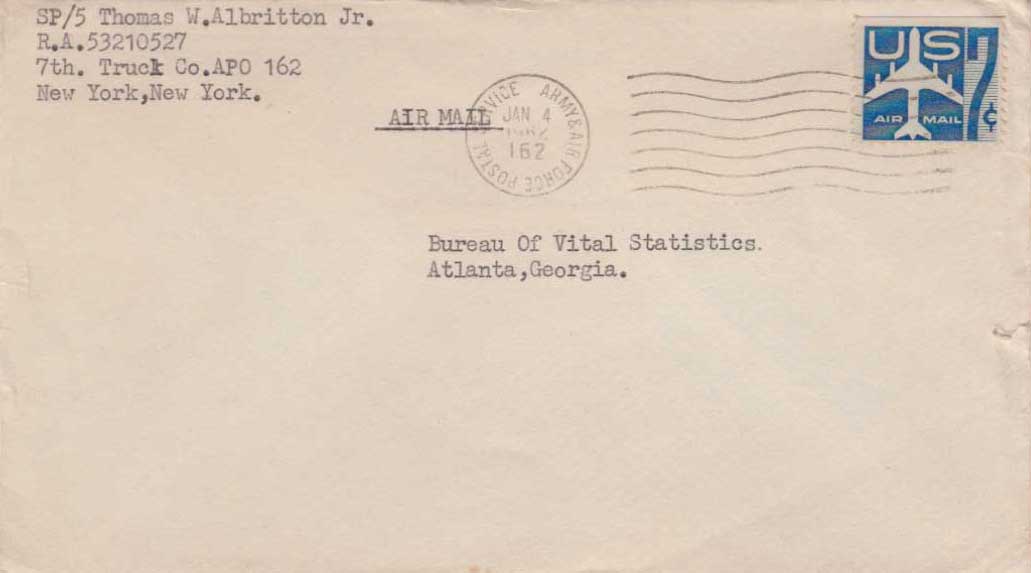 SP/5 Thomas W.Albritton Jr.
R.A.53210527
7th. Truck Co.APO 162
New York,New York.
AIR MAIL
ARMY & AIR FORCE POSTAL SERVICE
JAN 4
162
US 7¢
AIR MAIL
Bureau Of Vital Statistics.
Atlanta,Georgia.